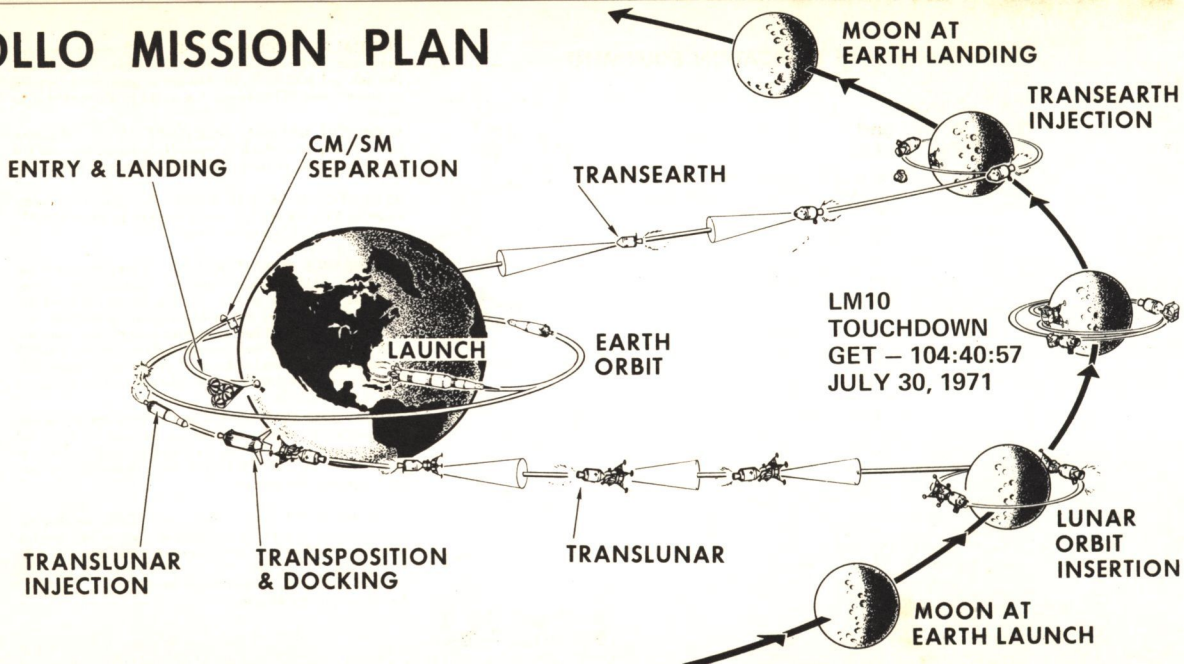 MISSION PLAN
MOON AT
EARTH LANDING
TRANSEARTH
INJECTION
CM/SM
SEPARATION
ENTRY & LANDING
TRANSEARTH
LM10
TOUCHDOWN
GET – 104:40:57
JULY 30, 1971
EARTH
ORBIT
LAUNCH
TRANSLUNAR
INJECTION
TRANSPOSITION
& DOCKING
TRANSLUNAR
LUNAR
ORBIT
INSERTION
MOON AT
EARTH LAUNCH